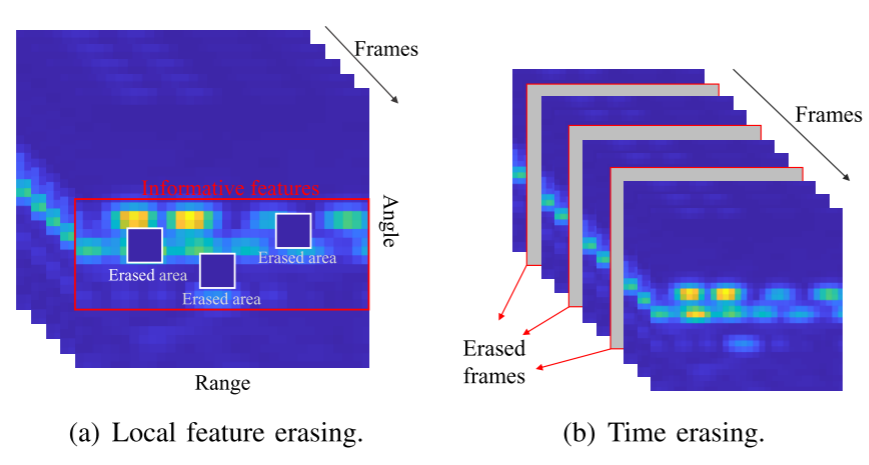 Frames
Informative features
Angle
Erased area
Erased area
Erased area
Range
(a) Local feature erasing.
Frames
Erased
frames
(b) Time erasing.